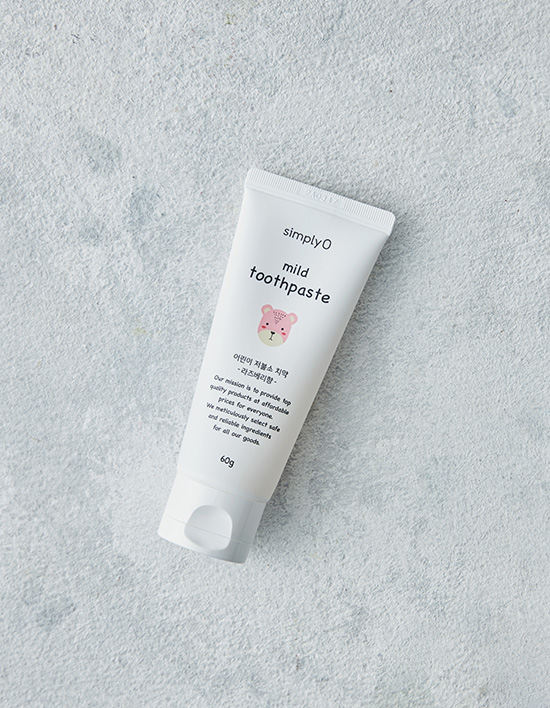 simplyO
mild
toothpaste
어린이 저불소 치약
-라즈베리향-
Our mission is to provide top
quality products at affordable
prices for everyone.
We meticulously select safe
and reliable ingredients
for all our goods.
60g